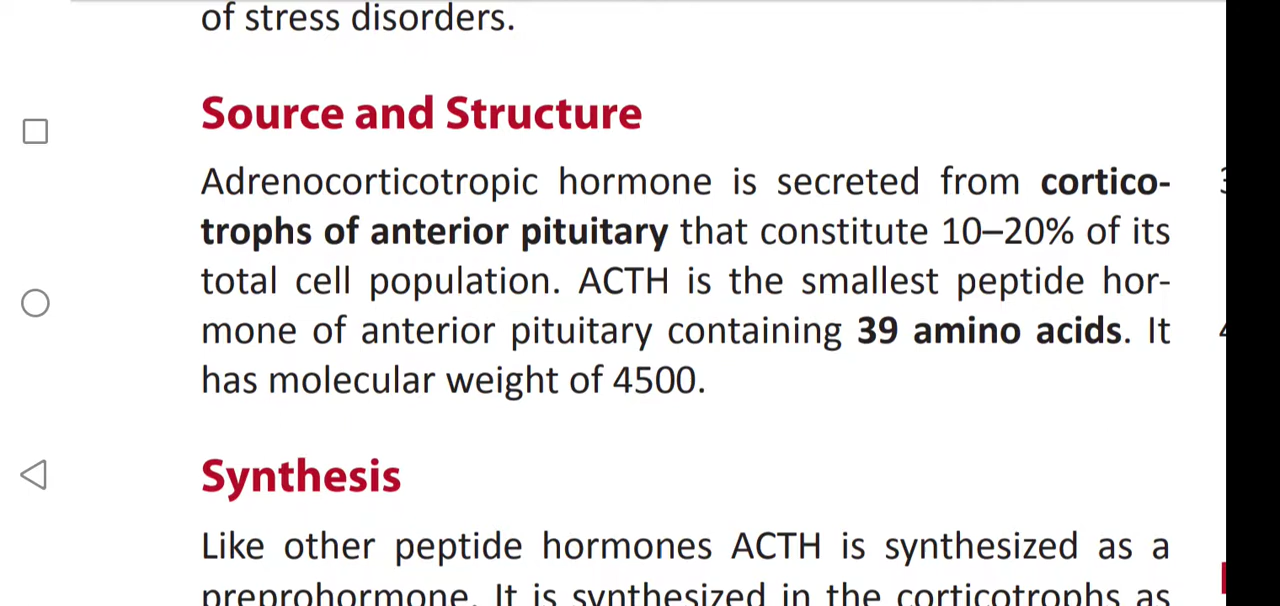 of stress disorders.
Source and Structure
Adrenocorticotropic hormone is secreted from cortico-
trophs of anterior pituitary that constitute 10–20% of its
total cell population. ACTH is the smallest peptide hor-
mone of anterior pituitary containing 39 amino acids. It
has molecular weight of 4500.
Synthesis
Like other peptide hormones ACTH is synthesized as a
preprohormone. It is synthesized in the corticotrophs as